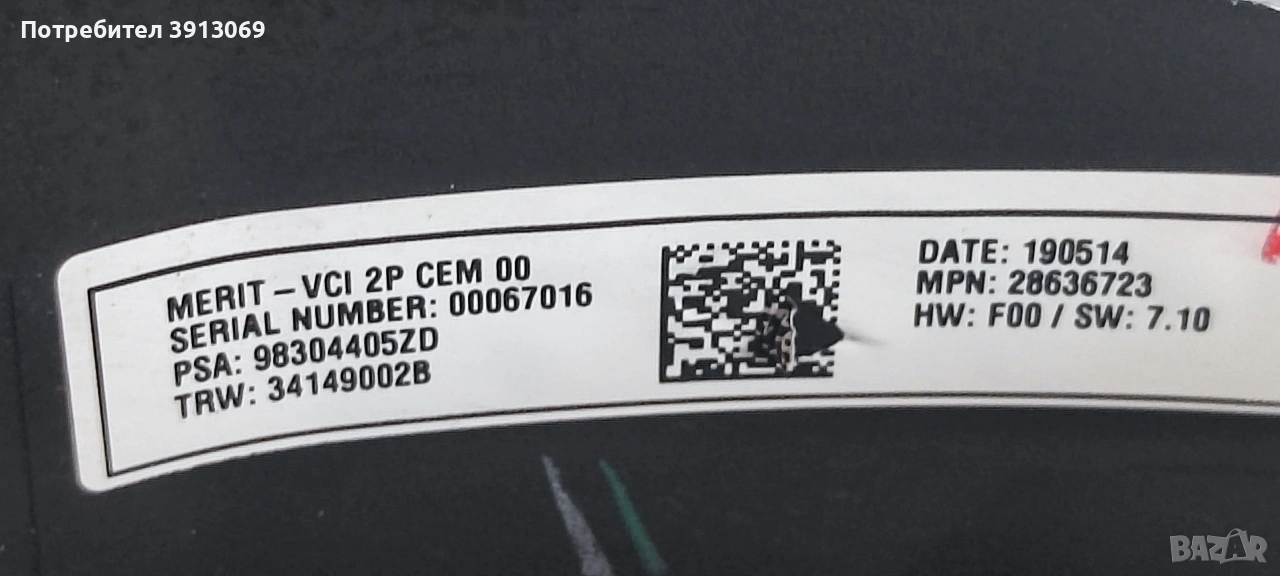 Потребител 3913069
MERIT – VCI 2P CEM 00
SERIAL NUMBER: 00067016
PSA: 98304405ZD
TRW: 34149002B
DATE: 190514
MPN: 28636723
HW: F00 / SW: 7.10
BAZAR